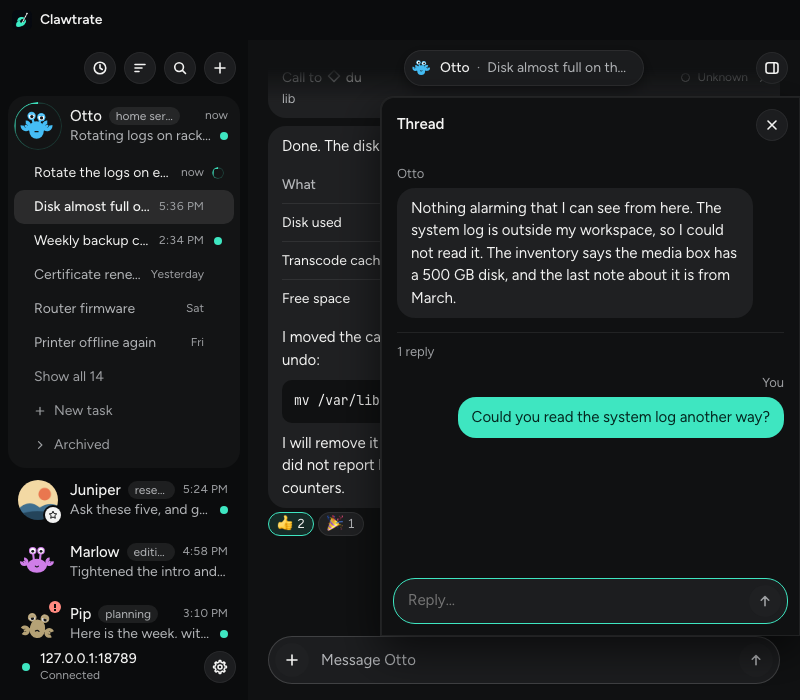 Clawtrate
Otto home ser... now
Rotating logs on rack...
Rotate the logs on e... now
Disk almost full o... 5:36 PM
Weekly backup c... 2:34 PM
Certificate rene... Yesterday
Router firmware Sat
Printer offline again Fri
Show all 14
+ New task
Archived
Juniper rese... 5:24 PM
Ask these five, and g...
Marlow editi... 4:58 PM
Tightened the intro and...
Pip planning 3:10 PM
Here is the week. wit...
127.0.0.1:18789
Connected
Otto · Disk almost full on th...
Call to du
Unknown
lib
Done. The disk
What
Disk used
Transcode cach
Free space
I moved the ca
undo:
mv /var/lib
I will remove it
did not report
counters.
2
1
Message Otto
Thread
Otto
Nothing alarming that I can see from here. The
system log is outside my workspace, so I could
not read it. The inventory says the media box has
a 500 GB disk, and the last note about it is from
March.
1 reply
You
Could you read the system log another way?
Reply...